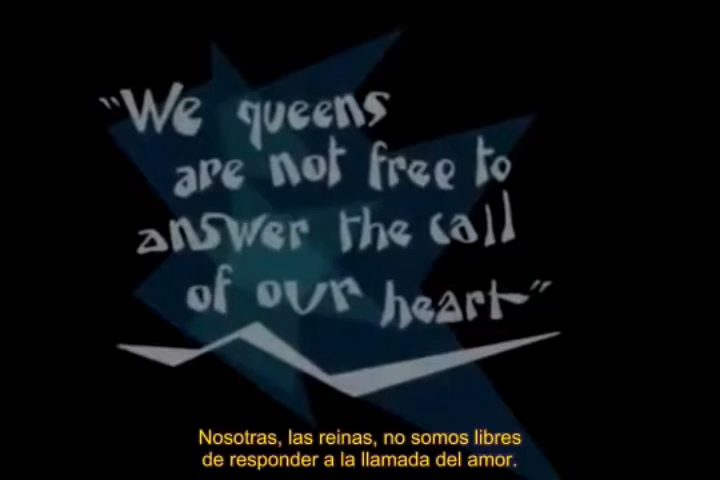 "We queens
are not free to
answer the call
of our heart"
Nosotras, las reinas, no somos libres
de responder a la llamada del amor.